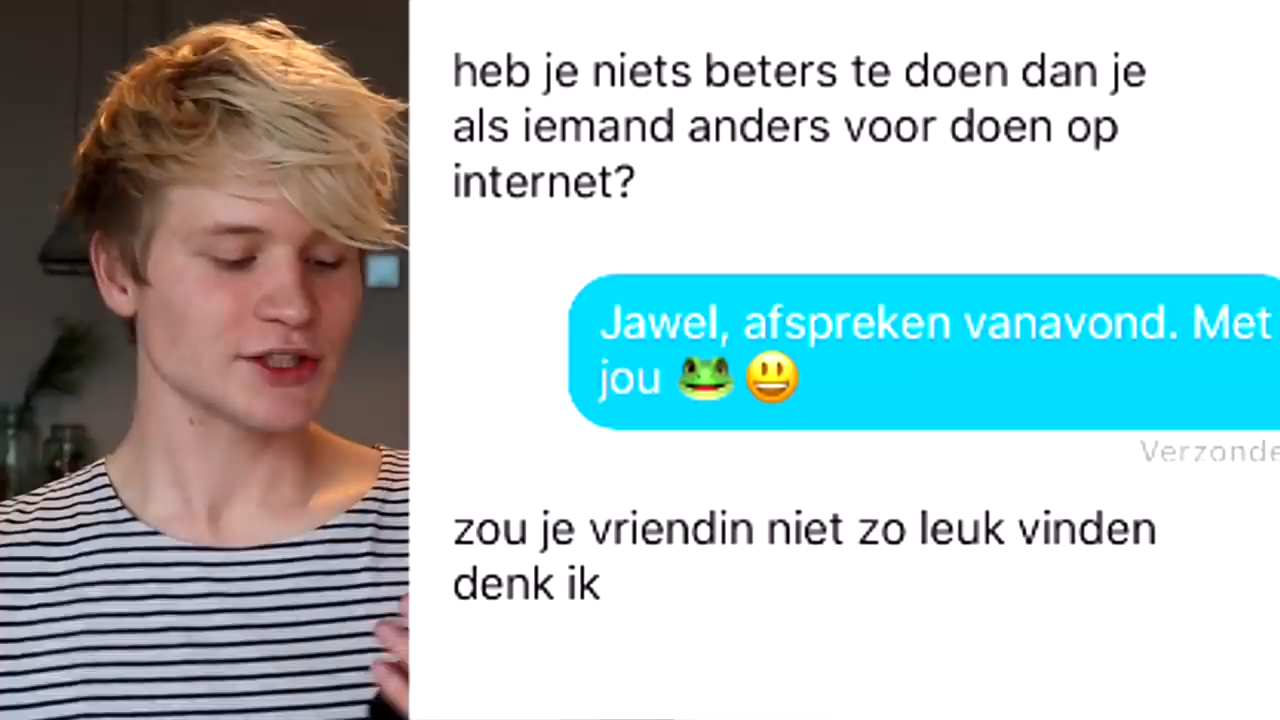 heb je niets beters te doen dan je
als iemand anders voor doen op
internet?
Jawel, afspreken vanavond. Met
jou 🐸 😃
Verzonde
zou je vriendin niet zo leuk vinden
denk ik